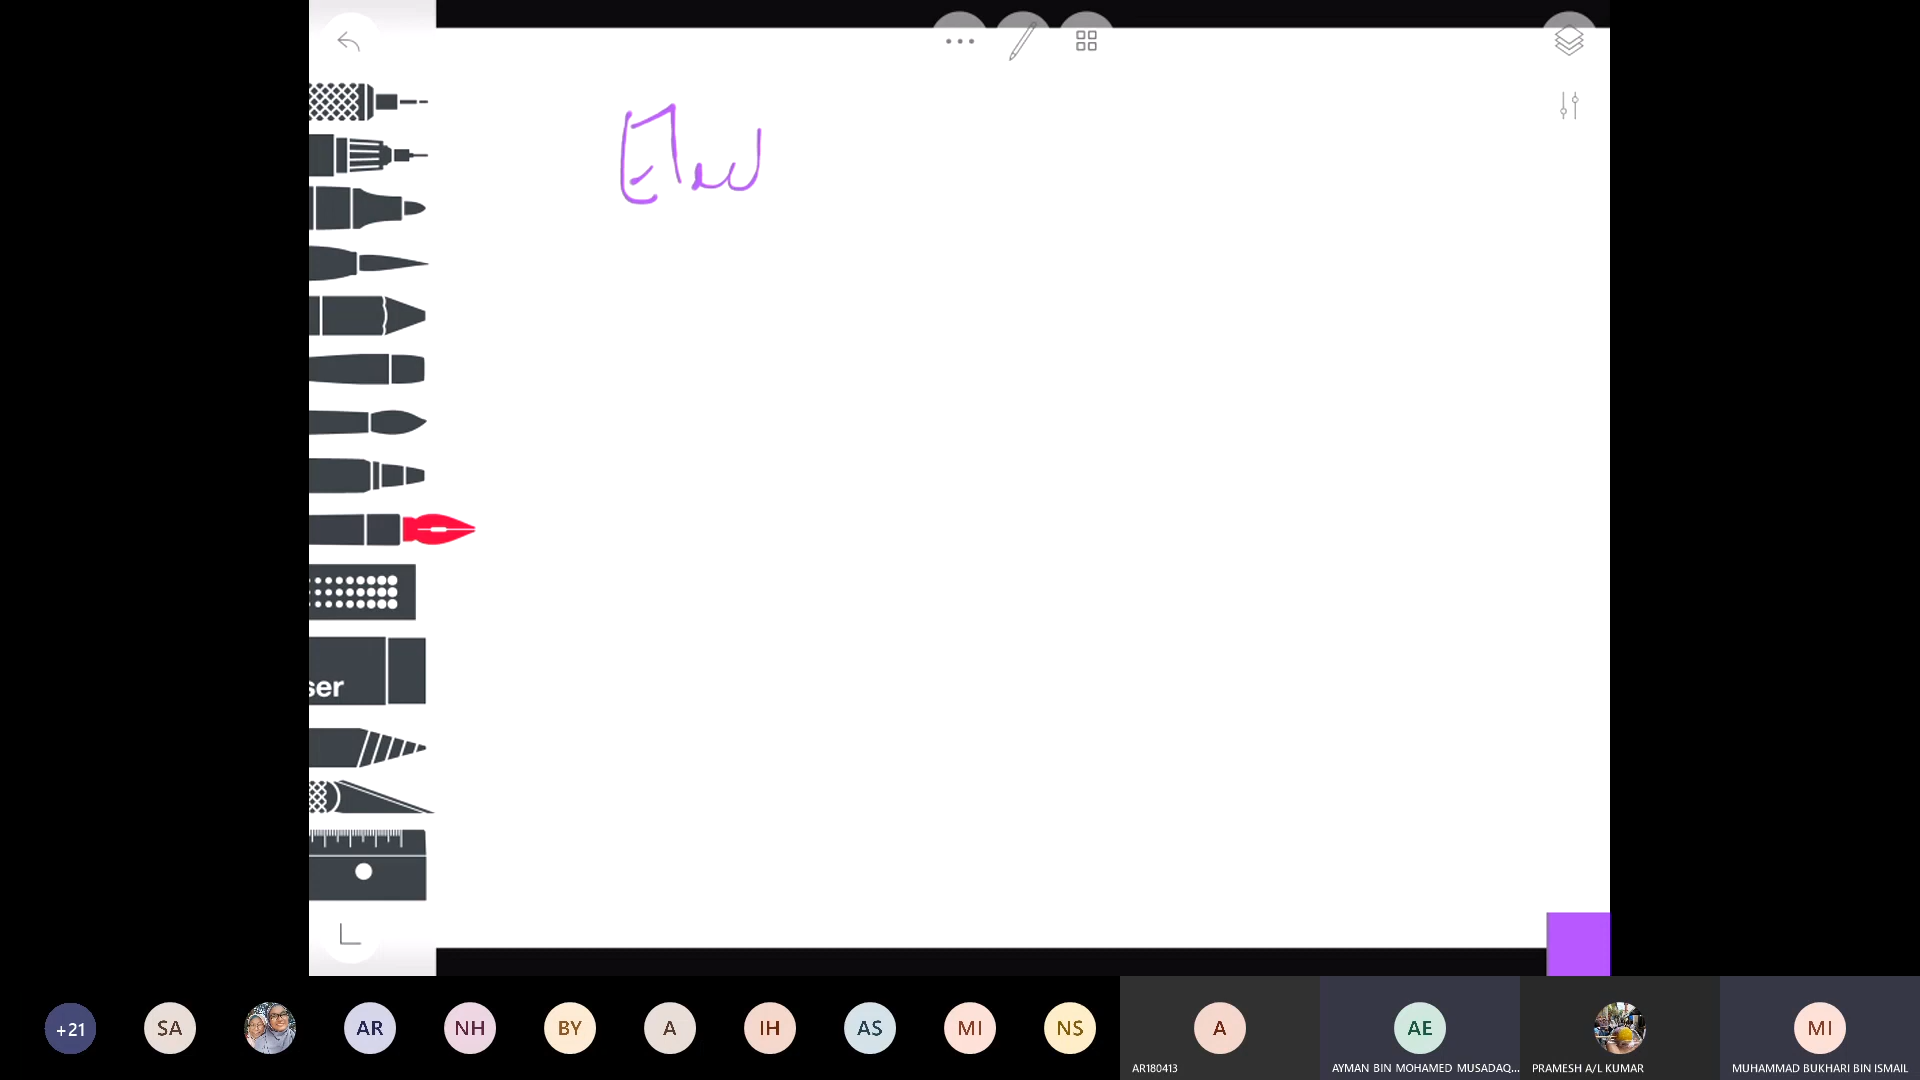 ser
+21
SA
AR
NH
BY
A
IH
AS
MI
NS
A
AE
MI
AR180413
AYMAN BIN MOHAMED MUSADAQ...
PRAMESH A/L KUMAR
MUHAMMAD BUKHARI BIN ISMAIL